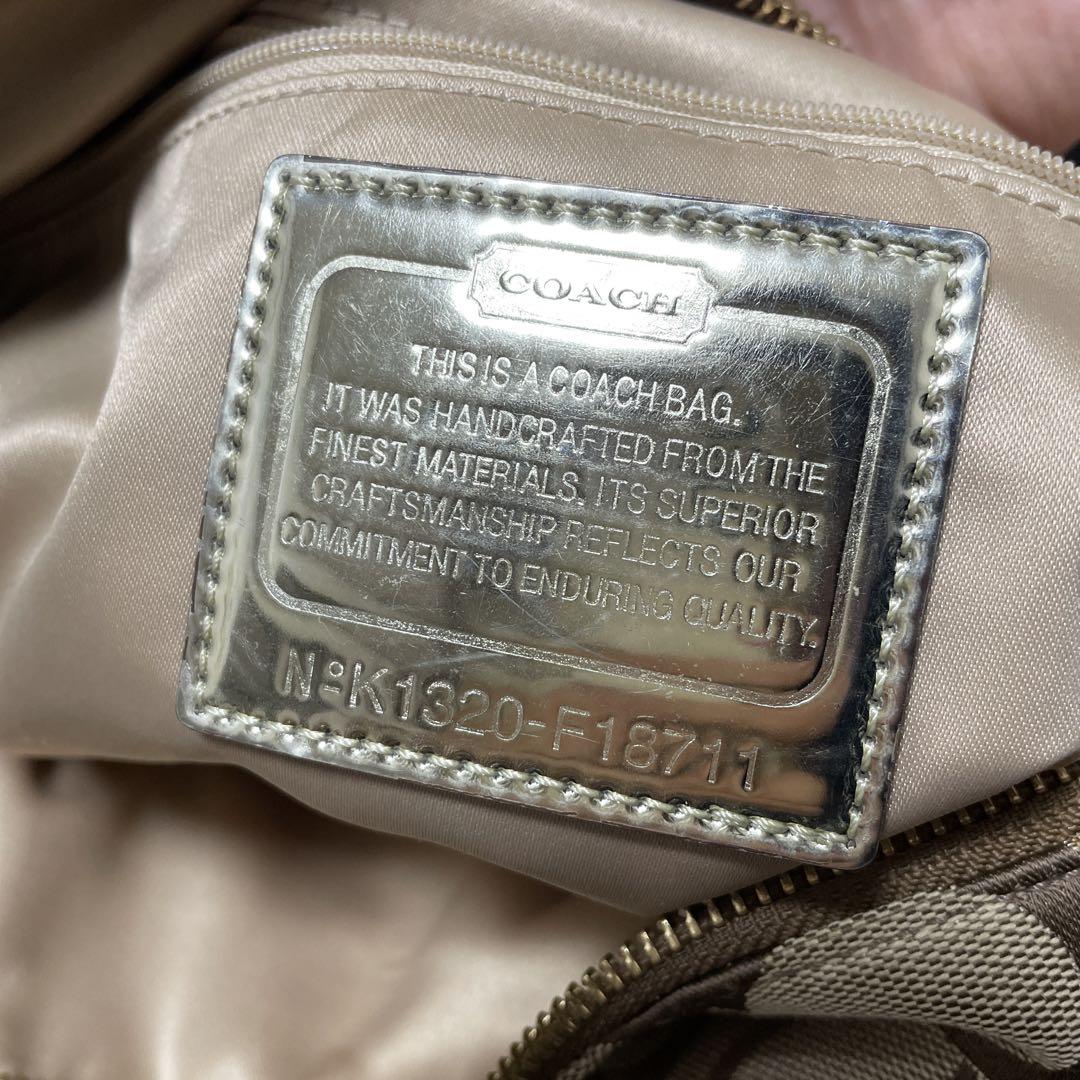 COACH
THIS IS A COACH BAG.
IT WAS HANDCRAFTED FROM THE
FINEST MATERIALS. ITS SUPERIOR
CRAFTSMANSHIP REFLECTS OUR
COMMITMENT TO ENDURING QUALITY.
Nº K1320-F18711